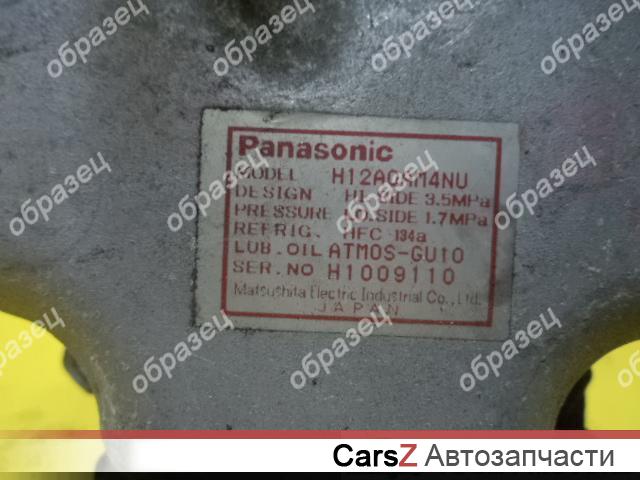 Panasonic
MODEL H12A0AM4NU
DESIGN HI.SIDE 3.5MPa
PRESSURE LO.SIDE 1.7MPa
REFRIG. HFC 134a
LUB. OIL ATMOS-GU10
SER. NO H1009110
Matsushita Electric Industrial Co., Ltd.
JAPAN
образец
образец
образец
образец
образец
образец
образец
образец
образец
образец
образец
CarsZ Автозапчасти